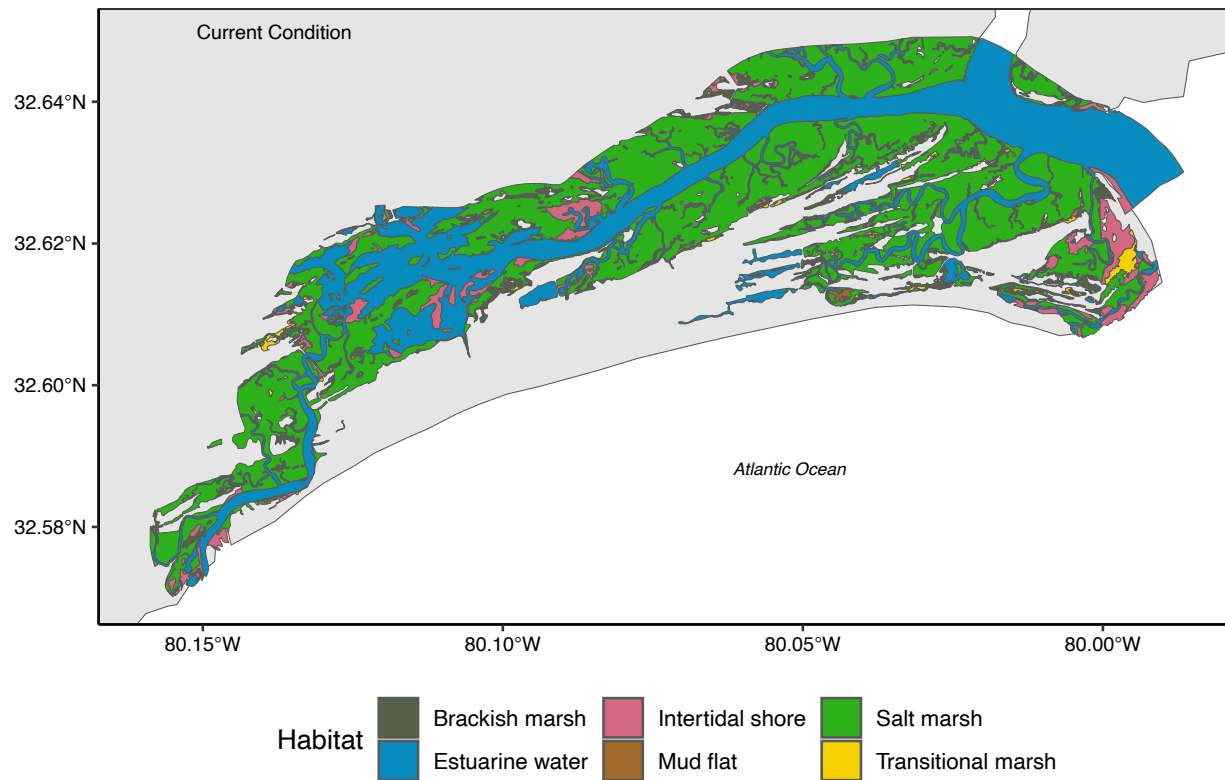 Current Condition
32.64°N
32.62°N
32.60°N
32.58°N
Atlantic Ocean
80.15°W 80.10°W 80.05°W 80.00°W
Habitat
Brackish marsh Intertidal shore Salt marsh
Estuarine water Mud flat Transitional marsh